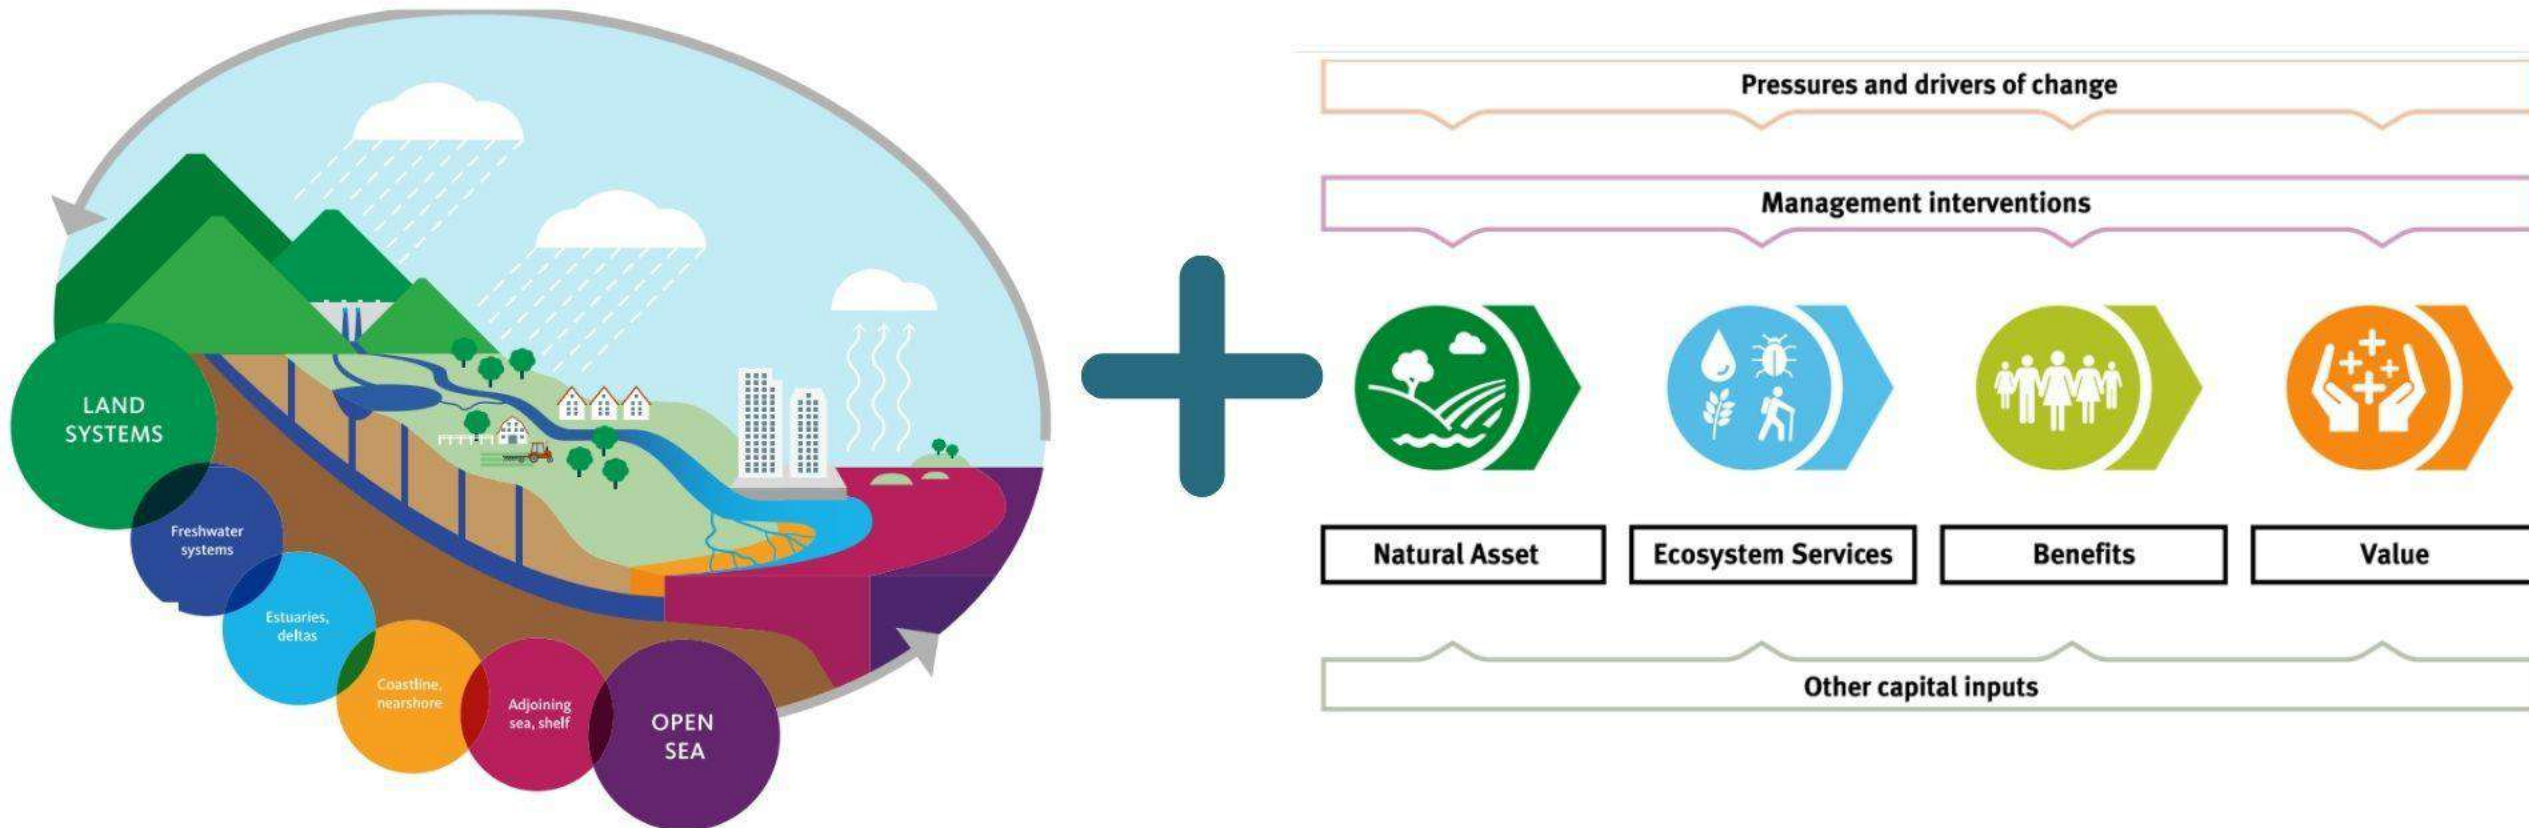 LAND
SYSTEMS
Freshwater
systems
Estuaries,
deltas
Coastline,
nearshore
Adjoining
sea, shelf
OPEN
SEA
Pressures and drivers of change
Management interventions
Natural Asset
Ecosystem Services
Benefits
Value
Other capital inputs